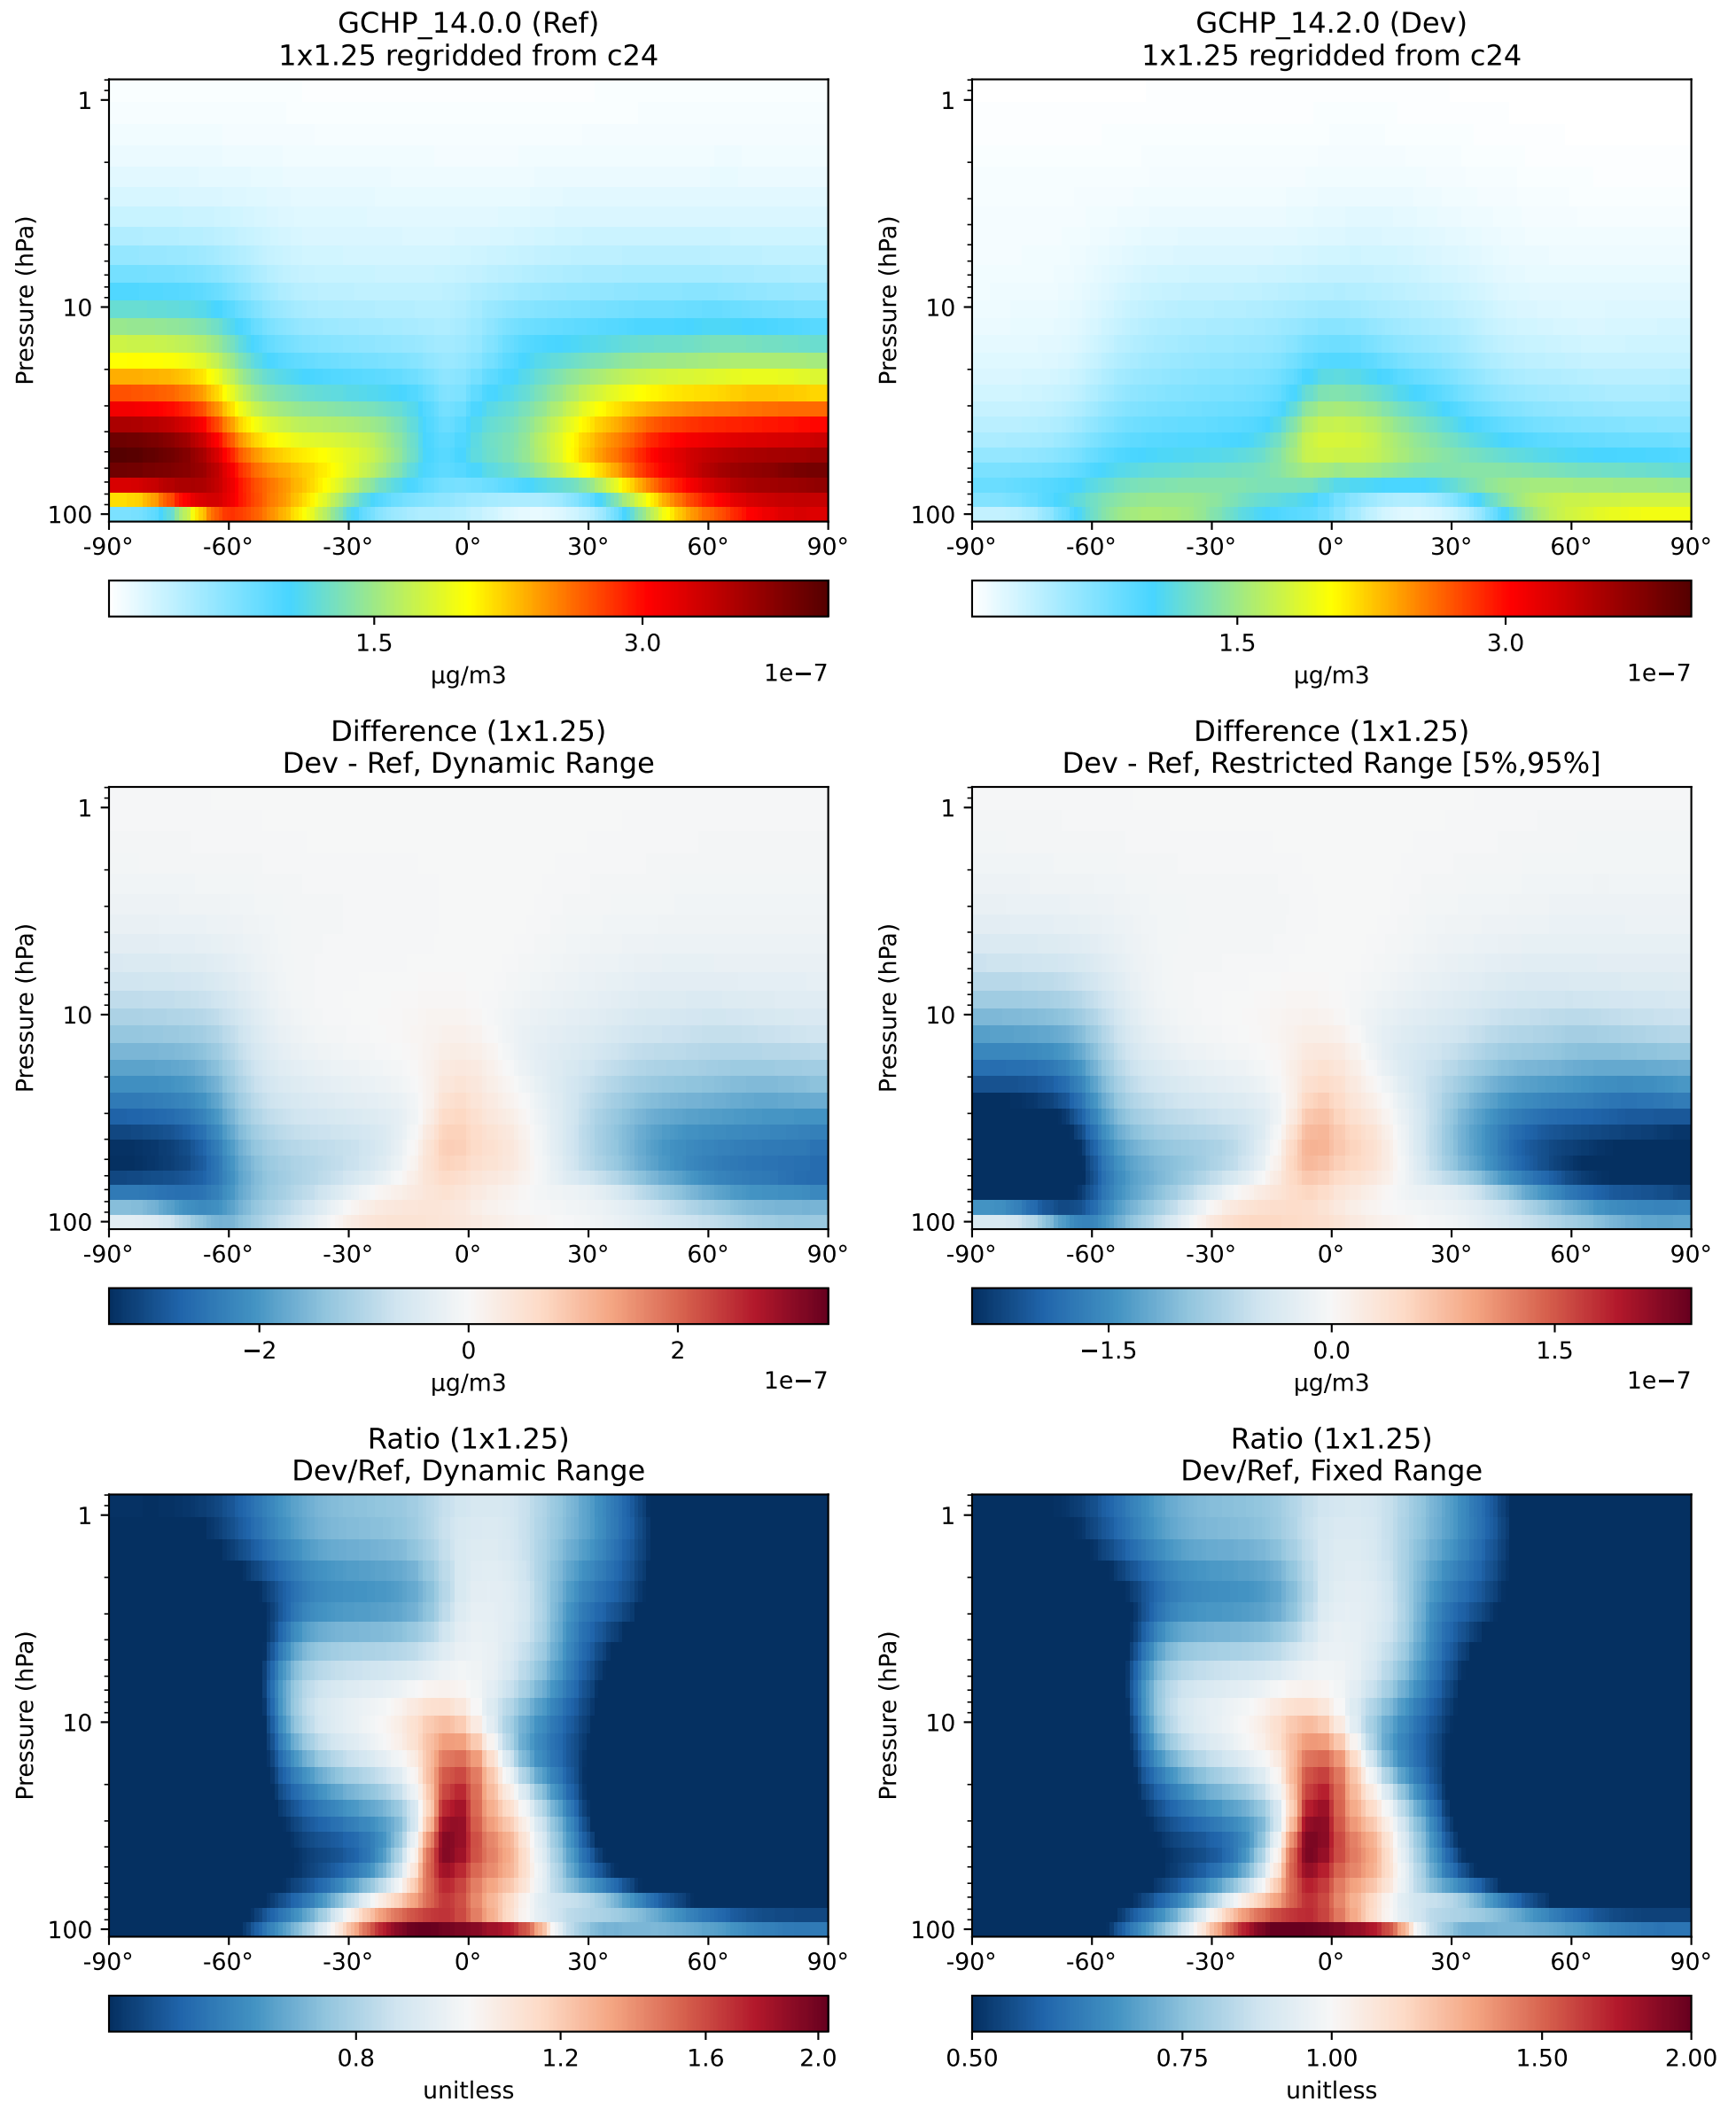 GCHP_14.0.0 (Ref)
1x1.25 regridded from c24
Pressure (hPa)
1
10
100
-90° -60° -30° 0° 30° 60° 90°
1.5 3.0
µg/m3 1e−7
GCHP_14.2.0 (Dev)
1x1.25 regridded from c24
Pressure (hPa)
1
10
100
-90° -60° -30° 0° 30° 60° 90°
1.5 3.0
µg/m3 1e−7
Difference (1x1.25)
Dev - Ref, Dynamic Range
Pressure (hPa)
1
10
100
-90° -60° -30° 0° 30° 60° 90°
−2 0 2
µg/m3 1e−7
Difference (1x1.25)
Dev - Ref, Restricted Range [5%,95%]
Pressure (hPa)
1
10
100
-90° -60° -30° 0° 30° 60° 90°
−1.5 0.0 1.5
µg/m3 1e−7
Ratio (1x1.25)
Dev/Ref, Dynamic Range
Pressure (hPa)
1
10
100
-90° -60° -30° 0° 30° 60° 90°
0.8 1.2 1.6 2.0
unitless
Ratio (1x1.25)
Dev/Ref, Fixed Range
Pressure (hPa)
1
10
100
-90° -60° -30° 0° 30° 60° 90°
0.50 0.75 1.00 1.50 2.00
unitless